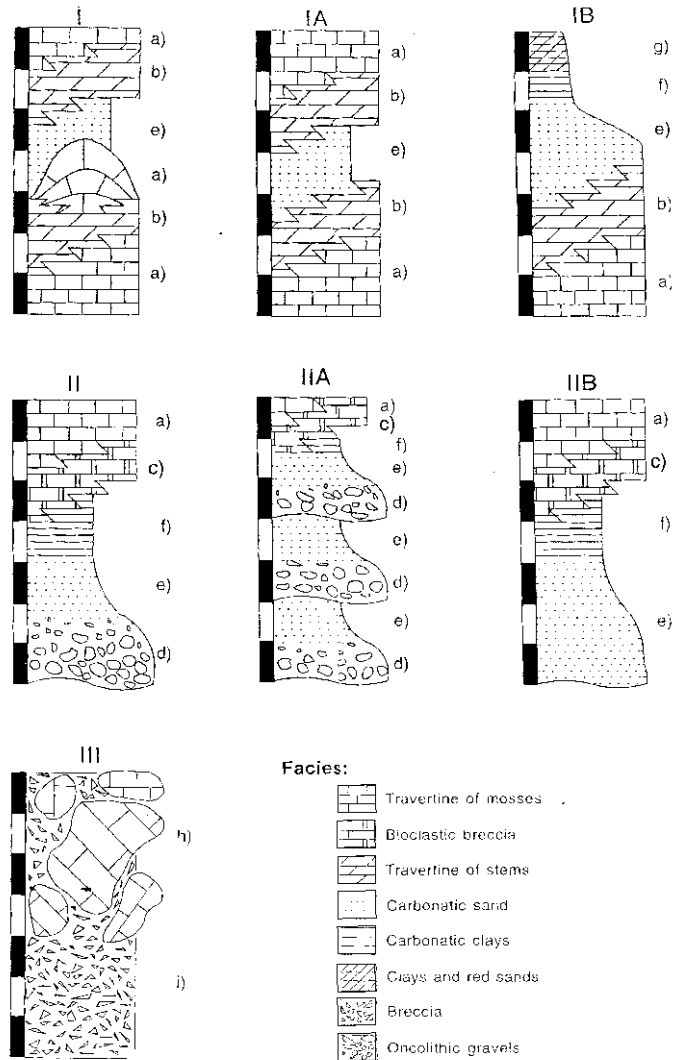 I IA IB
a) a) g)
b) b) f)
e) e) e)
a) b) b)
b) a) a)
a)
II IIA IIB
a) a) a)
c) c) c)
f) f) f)
e) e) e)
d) d)
e)
d)
e)
d)
III
h)
i)
Facies:
Travertine of mosses
Bioclastic breccia
Travertine of stems
Carbonatic sand
Carbonatic clays
Clays and red sands
Breccia
Oncolithic gravels